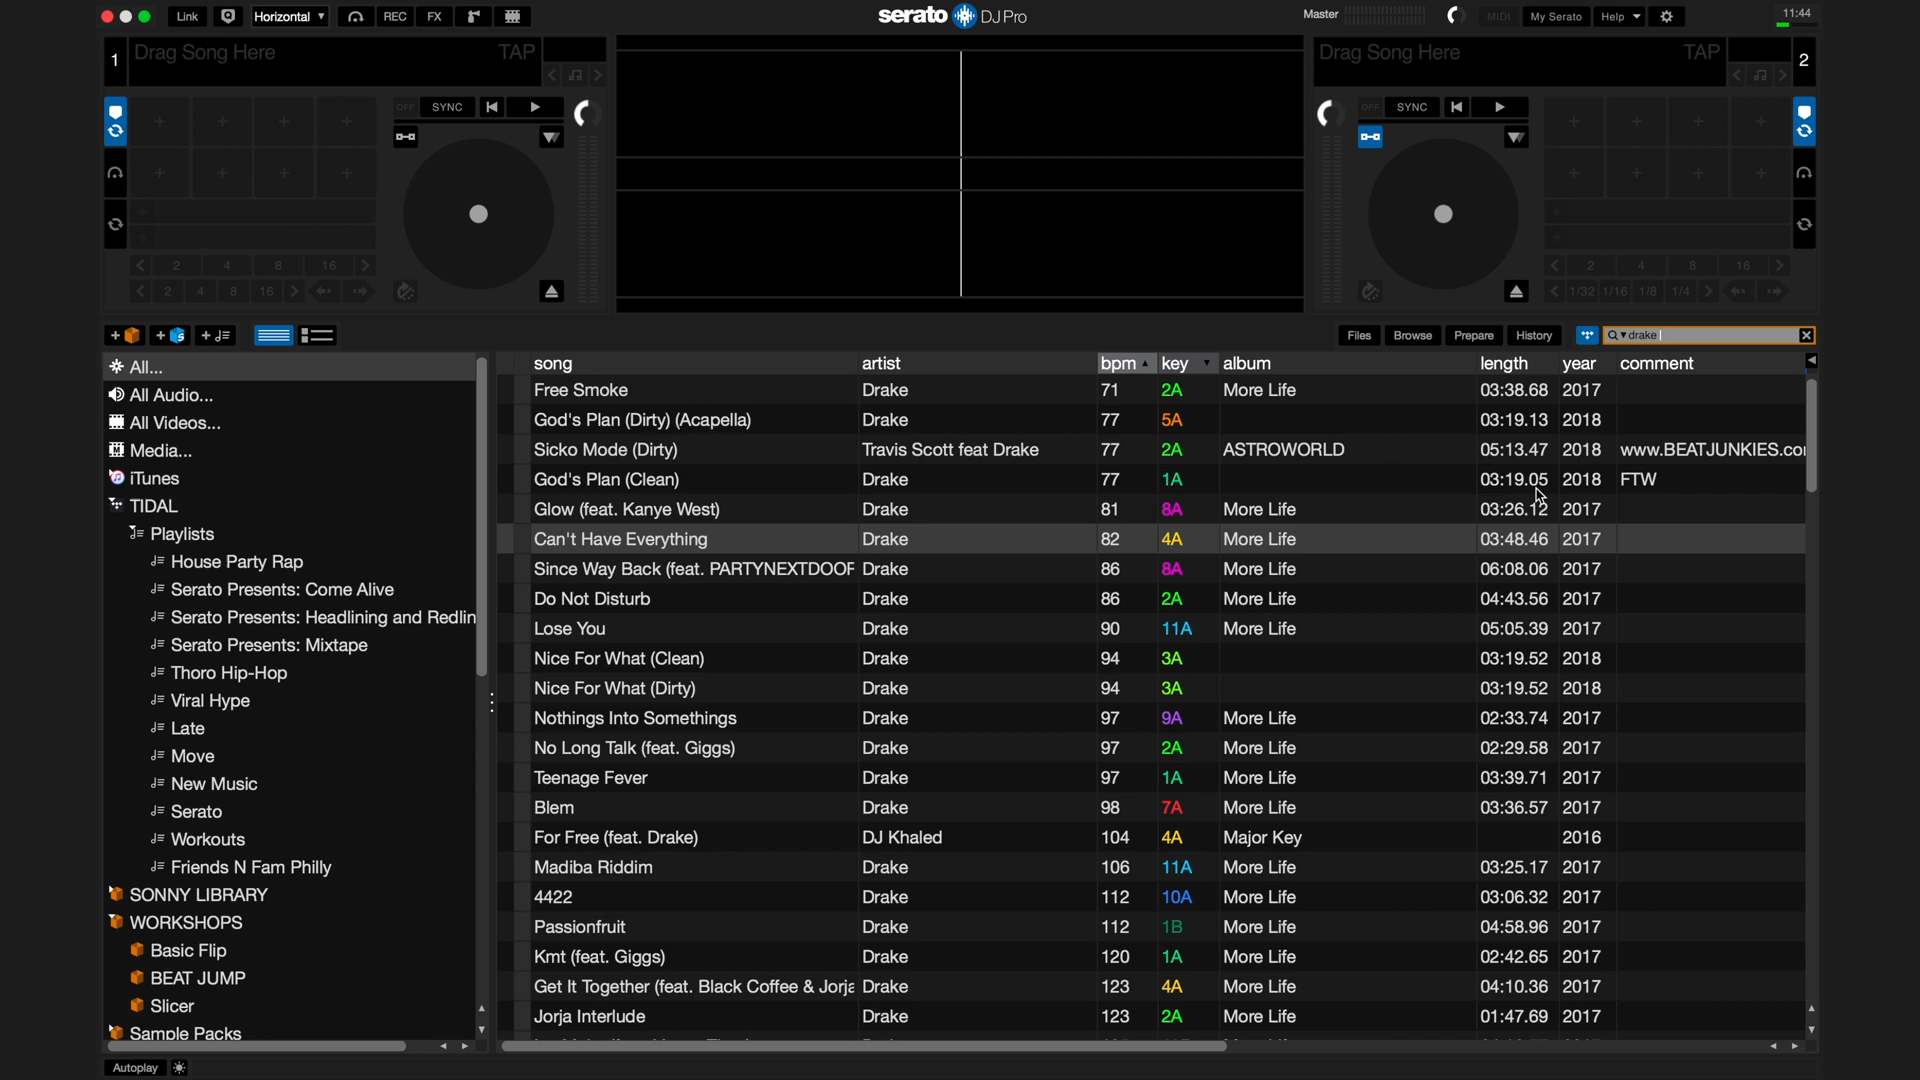 Link Horizontal REC FX serato DJ Pro Master MIDI My Serato Help 11:44
1 Drag Song Here TAP Drag Song Here TAP 2
OFF SYNC OFF SYNC
2 4 8 16 2 4 8 16
2 4 8 16 1/32 1/16 1/8 1/4
Files Browse Prepare History drake
All...
All Audio...
All Videos...
Media...
iTunes
TIDAL
Playlists
House Party Rap
Serato Presents: Come Alive
Serato Presents: Headlining and Redlin
Serato Presents: Mixtape
Thoro Hip-Hop
Viral Hype
Late
Move
New Music
Serato
Workouts
Friends N Fam Philly
SONNY LIBRARY
WORKSHOPS
Basic Flip
BEAT JUMP
Slicer
Sample Packs
song artist bpm key album length year comment
Free Smoke Drake 71 2A More Life 03:38.68 2017
God's Plan (Dirty) (Acapella) Drake 77 5A 03:19.13 2018
Sicko Mode (Dirty) Travis Scott feat Drake 77 2A ASTROWORLD 05:13.47 2018 www.BEATJUNKIES.co
God's Plan (Clean) Drake 77 1A 03:19.05 2018 FTW
Glow (feat. Kanye West) Drake 81 8A More Life 03:26.12 2017
Can't Have Everything Drake 82 4A More Life 03:48.46 2017
Since Way Back (feat. PARTYNEXTDOOF Drake 86 8A More Life 06:08.06 2017
Do Not Disturb Drake 86 2A More Life 04:43.56 2017
Lose You Drake 90 11A More Life 05:05.39 2017
Nice For What (Clean) Drake 94 3A 03:19.52 2018
Nice For What (Dirty) Drake 94 3A 03:19.52 2018
Nothings Into Somethings Drake 97 9A More Life 02:33.74 2017
No Long Talk (feat. Giggs) Drake 97 2A More Life 02:29.58 2017
Teenage Fever Drake 97 1A More Life 03:39.71 2017
Blem Drake 98 7A More Life 03:36.57 2017
For Free (feat. Drake) DJ Khaled 104 4A Major Key 2016
Madiba Riddim Drake 106 11A More Life 03:25.17 2017
4422 Drake 112 10A More Life 03:06.32 2017
Passionfruit Drake 112 1B More Life 04:58.96 2017
Kmt (feat. Giggs) Drake 120 1A More Life 02:42.65 2017
Get It Together (feat. Black Coffee & Jorja Drake 123 4A More Life 04:10.36 2017
Jorja Interlude Drake 123 2A More Life 01:47.69 2017
Autoplay